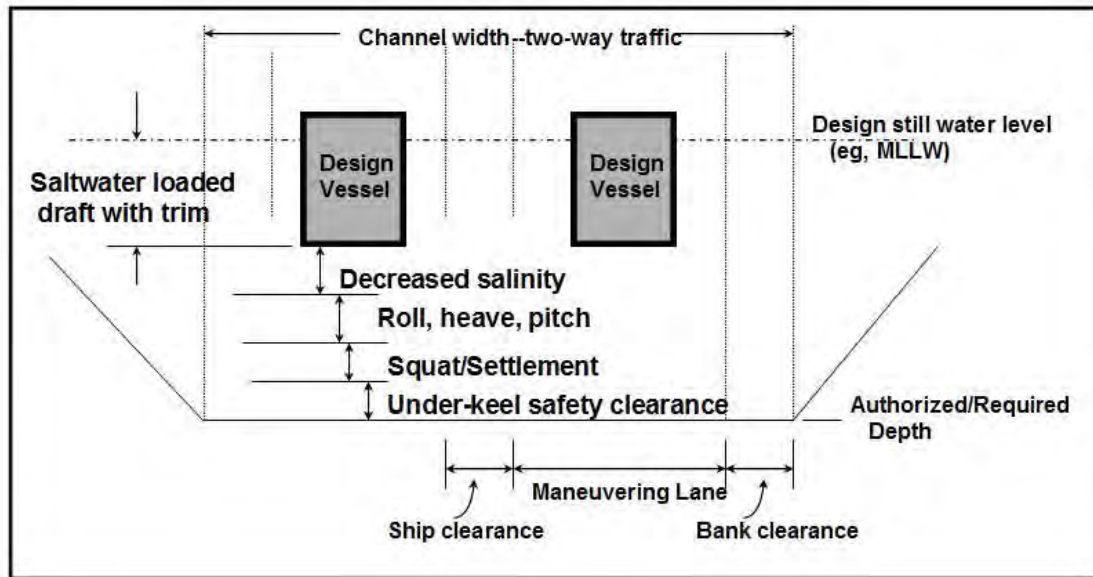 Channel width--two-way traffic
Design still water level
(eg, MLLW)
Design
Vessel
Design
Vessel
Saltwater loaded
draft with trim
Decreased salinity
Roll, heave, pitch
Squat/Settlement
Under-keel safety clearance
Authorized/Required
Depth
Maneuvering Lane
Ship clearance
Bank clearance